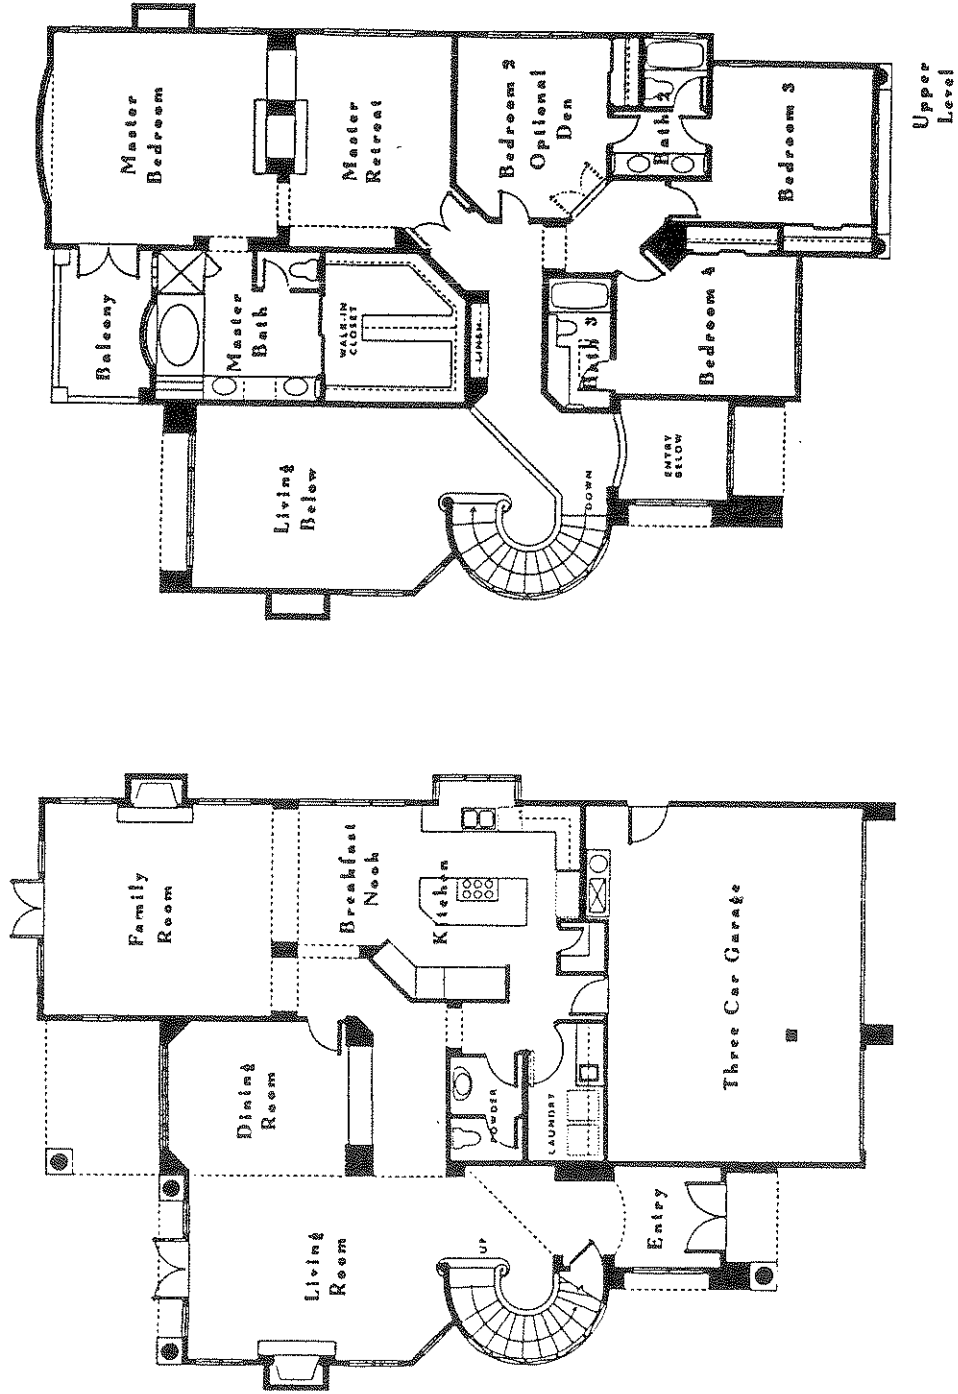 Family
Room
Breakfast
Nook
Kitchen
Dining
Room
Living
Room
UP
POWDER
LAUNDRY
Entry
Three Car Garage
Master
Bedroom
Master
Retreat
Bedroom 2
Optional
Den
Bath 2
Bedroom 3
Balcony
Master
Bath
WALK-IN
CLOSET
LINEN
Bath 3
Bedroom 4
Living
Below
DOWN
ENTRY
BELOW
Upper
Level